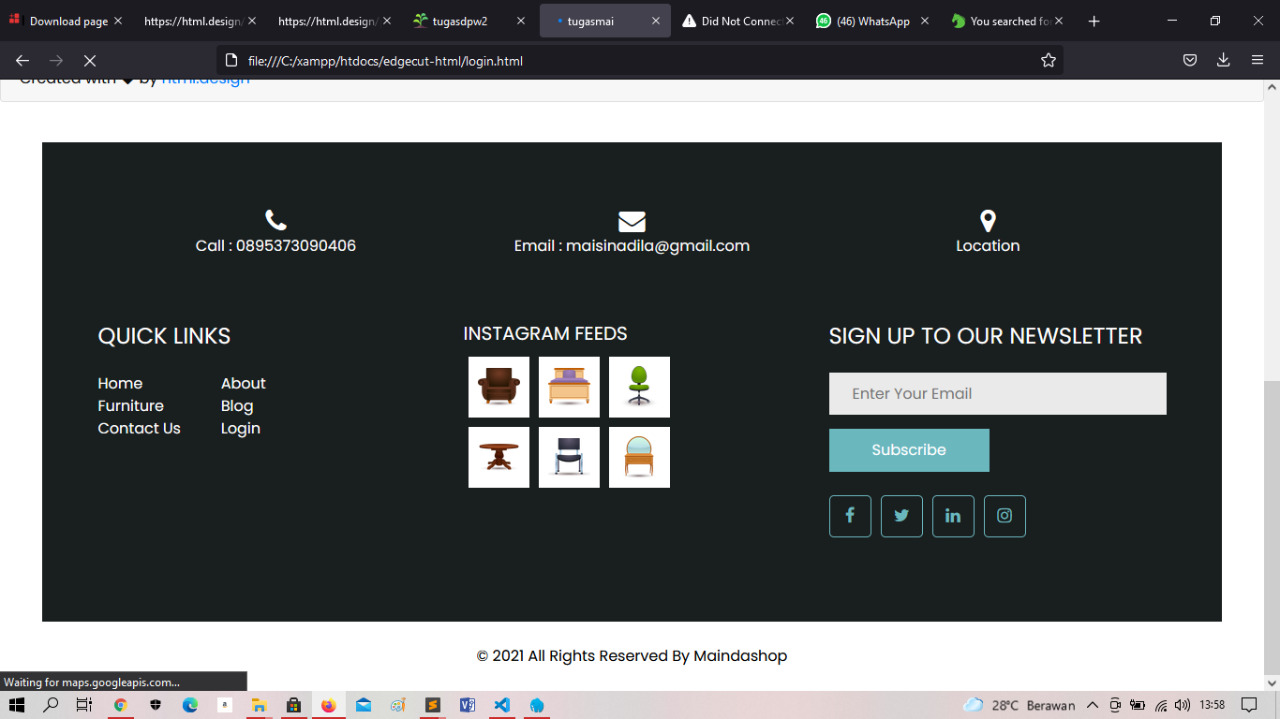 Download page
https://html.design/
https://html.design/
tugasdpw2
tugasmai
Did Not Connec
(46) WhatsApp
You searched fo
file:///C:/xampp/htdocs/edgecut-html/login.html
Created with ❤ by html.design
Call : 0895373090406
Email : maisinadila@gmail.com
Location
QUICK LINKS
Home
About
Furniture
Blog
Contact Us
Login
INSTAGRAM FEEDS
SIGN UP TO OUR NEWSLETTER
Enter Your Email
Subscribe
© 2021 All Rights Reserved By Maindashop
Waiting for maps.googleapis.com...
28°C Berawan
13:58